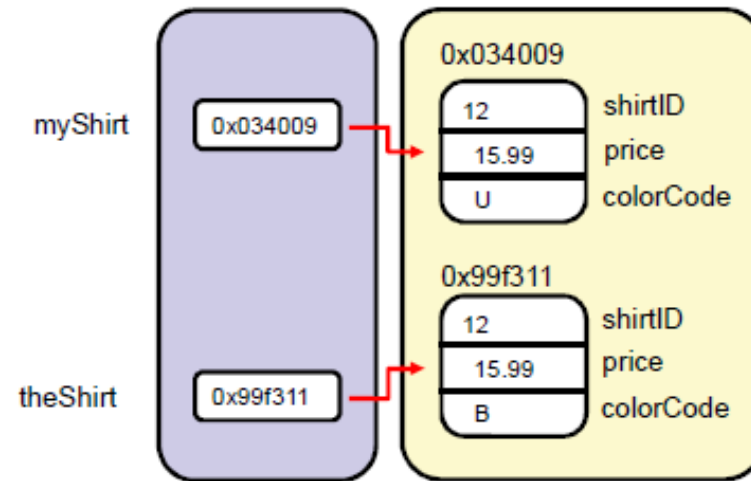 myShirt
0x034009
0x034009
12 shirtID
15.99 price
U colorCode
theShirt
0x99f311
0x99f311
12 shirtID
15.99 price
B colorCode